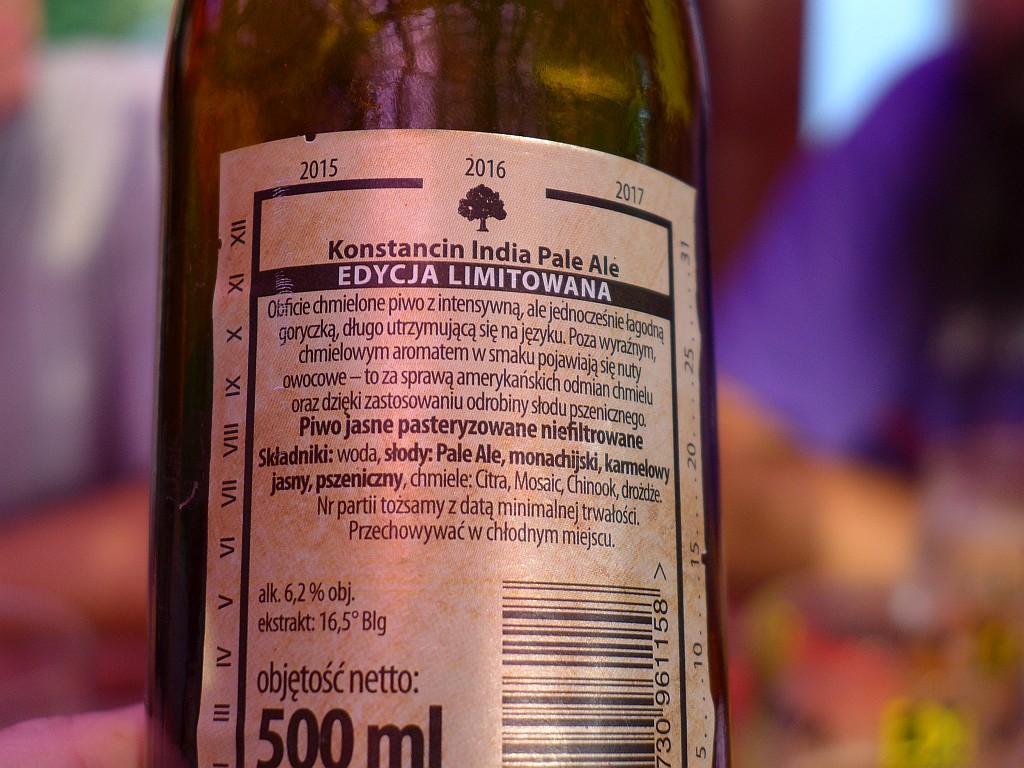 2015 2016 2017
Konstancin India Pale Ale
EDYCJA LIMITOWANA
Obficie chmielone piwo z intensywną, ale jednocześnie łagodną
goryczką, długo utrzymującą się na języku. Poza wyraźnym,
chmielowym aromatem w smaku pojawiają się nuty
owocowe – to za sprawą amerykańskich odmian chmielu
oraz dzięki zastosowaniu odrobiny słodu pszenicznego.
Piwo jasne pasteryzowane niefiltrowane
Składniki: woda, słody: Pale Ale, monachijski, karmelowy
jasny, pszeniczny, chmiele: Citra, Mosaic, Chinook, drożdże.
Nr partii tożsamy z datą minimalnej trwałości.
Przechowywać w chłodnym miejscu.
alk. 6,2 % obj.
ekstrakt: 16,5° Blg
objętość netto:
500 ml
III IV V VI VII VIII IX X XI XII
5 . . . . 10 . . . . 15 . . . . 20 . . . . 25 . . . . . 31
730 961158 >